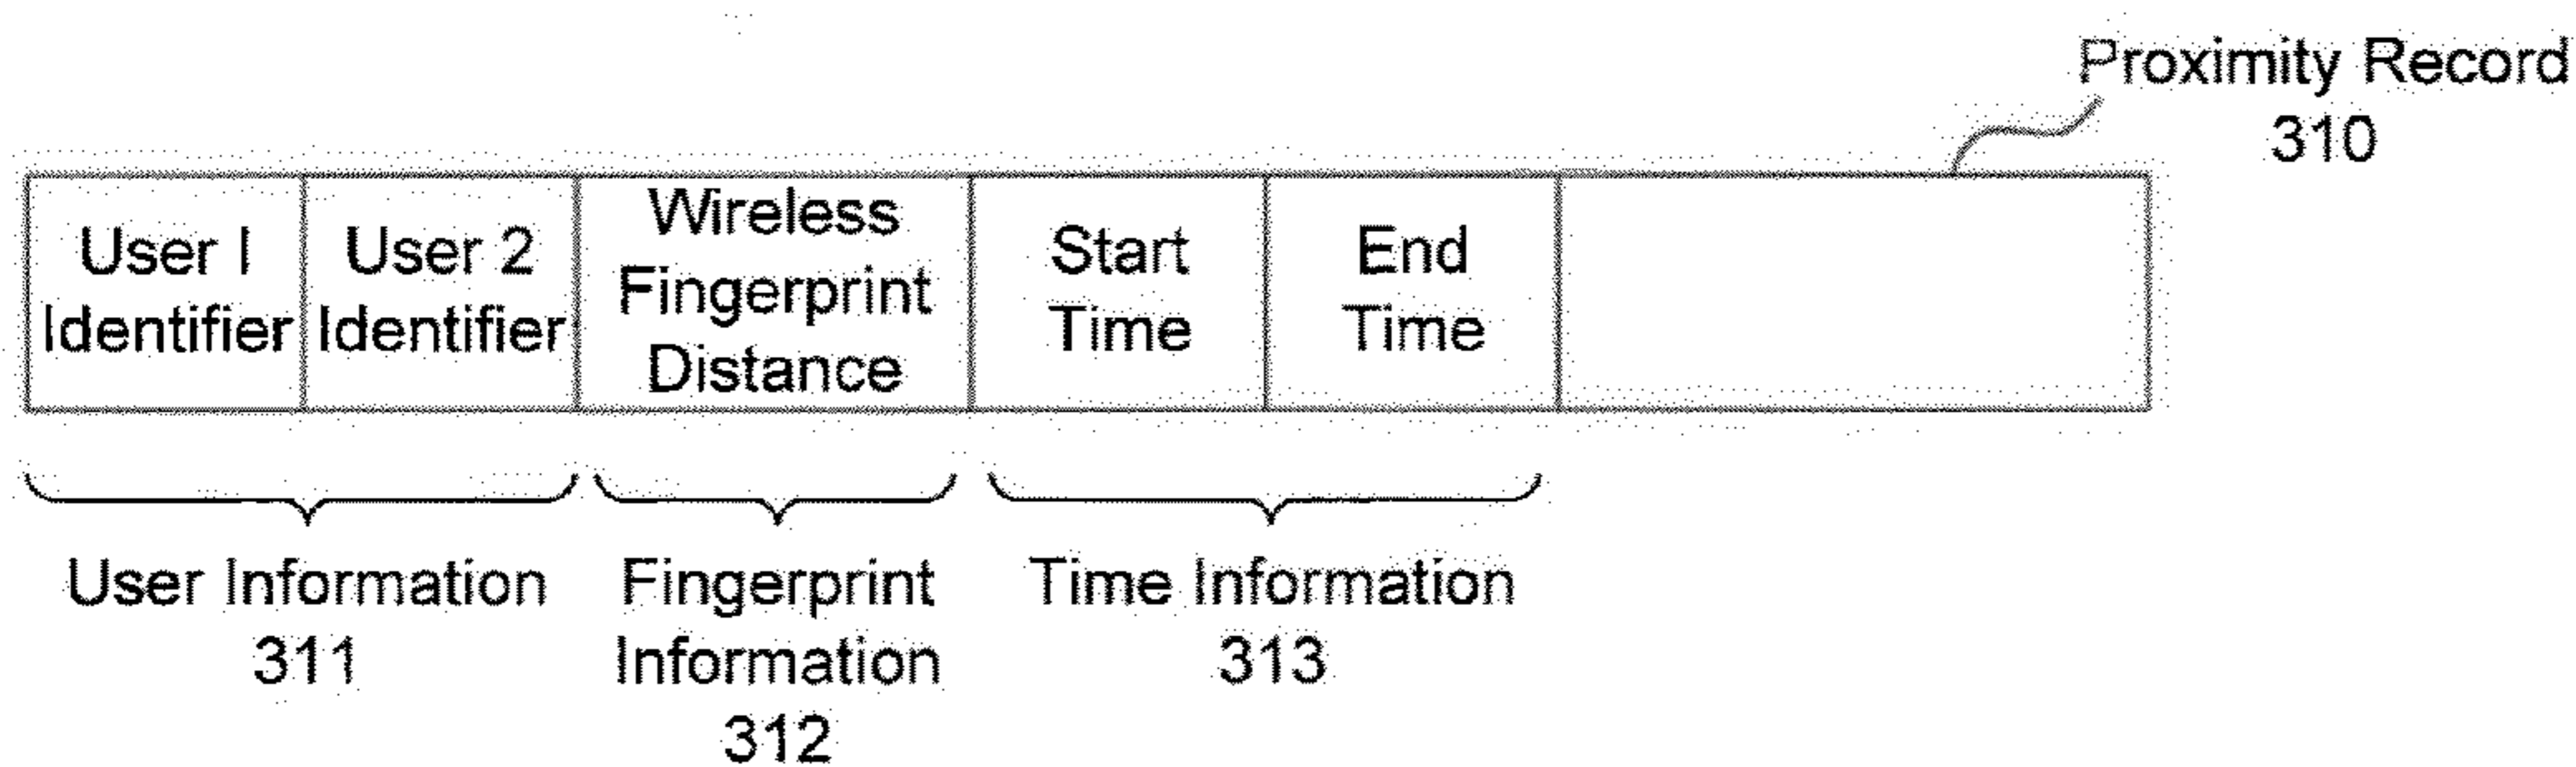 Proximity Record
310
User I
Identifier
User 2
Identifier
Wireless
Fingerprint
Distance
Start
Time
End
Time
User Information
311
Fingerprint
Information
312
Time Information
313